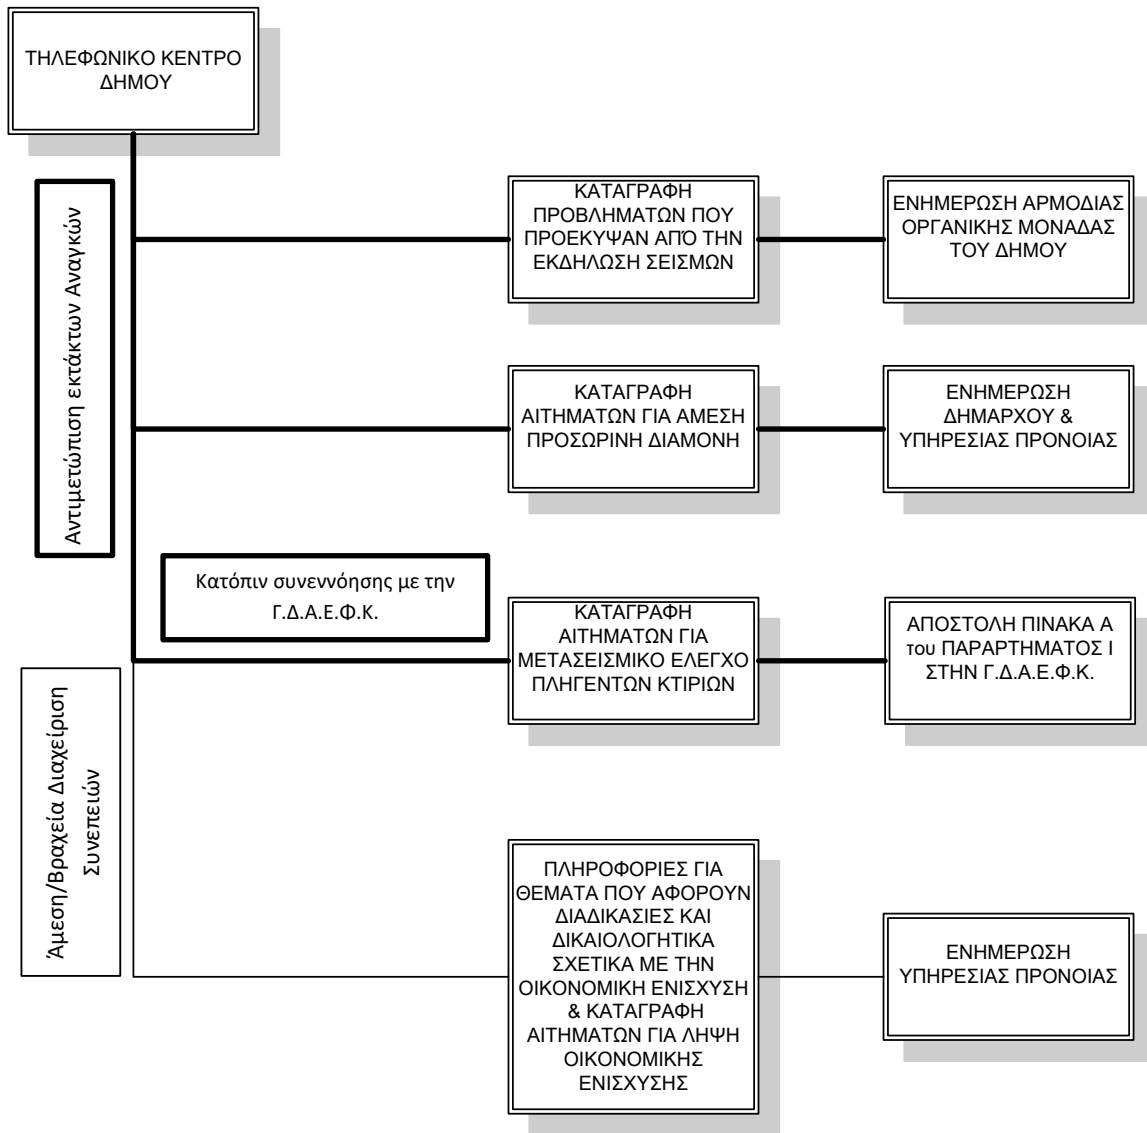 ΤΗΛΕΦΩΝΙΚΟ ΚΕΝΤΡΟ
ΔΗΜΟΥ
Αντιμετώπιση εκτάκτων Αναγκών
ΚΑΤΑΓΡΑΦΗ
ΠΡΟΒΛΗΜΑΤΩΝ ΠΟΥ
ΠΡΟΕΚΥΨΑΝ ΑΠΌ ΤΗΝ
ΕΚΔΗΛΩΣΗ ΣΕΙΣΜΩΝ
ΕΝΗΜΕΡΩΣΗ ΑΡΜΟΔΙΑΣ
ΟΡΓΑΝΙΚΗΣ ΜΟΝΑΔΑΣ
ΤΟΥ ΔΗΜΟΥ
ΚΑΤΑΓΡΑΦΗ
ΑΙΤΗΜΑΤΩΝ ΓΙΑ ΑΜΕΣΗ
ΠΡΟΣΩΡΙΝΗ ΔΙΑΜΟΝΗ
ΕΝΗΜΕΡΩΣΗ
ΔΗΜΑΡΧΟΥ &
ΥΠΗΡΕΣΙΑΣ ΠΡΟΝΟΙΑΣ
Κατόπιν συνεννόησης με την
Γ.Δ.Α.Ε.Φ.Κ.
ΚΑΤΑΓΡΑΦΗ
ΑΙΤΗΜΑΤΩΝ ΓΙΑ
ΜΕΤΑΣΕΙΣΜΙΚΟ ΕΛΕΓΧΟ
ΠΛΗΓΕΝΤΩΝ ΚΤΙΡΙΩΝ
ΑΠΟΣΤΟΛΗ ΠΙΝΑΚΑ Α
του ΠΑΡΑΡΤΗΜΑΤΟΣ Ι
ΣΤΗΝ Γ.Δ.Α.Ε.Φ.Κ.
Άμεση/Βραχεία Διαχείριση
Συνεπειών
ΠΛΗΡΟΦΟΡΙΕΣ ΓΙΑ
ΘΕΜΑΤΑ ΠΟΥ ΑΦΟΡΟΥΝ
ΔΙΑΔΙΚΑΣΙΕΣ ΚΑΙ
ΔΙΚΑΙΟΛΟΓΗΤΙΚΑ
ΣΧΕΤΙΚΑ ΜΕ ΤΗΝ
ΟΙΚΟΝΟΜΙΚΗ ΕΝΙΣΧΥΣΗ
& ΚΑΤΑΓΡΑΦΗ
ΑΙΤΗΜΑΤΩΝ ΓΙΑ ΛΗΨΗ
ΟΙΚΟΝΟΜΙΚΗΣ
ΕΝΙΣΧΥΣΗΣ
ΕΝΗΜΕΡΩΣΗ
ΥΠΗΡΕΣΙΑΣ ΠΡΟΝΟΙΑΣ